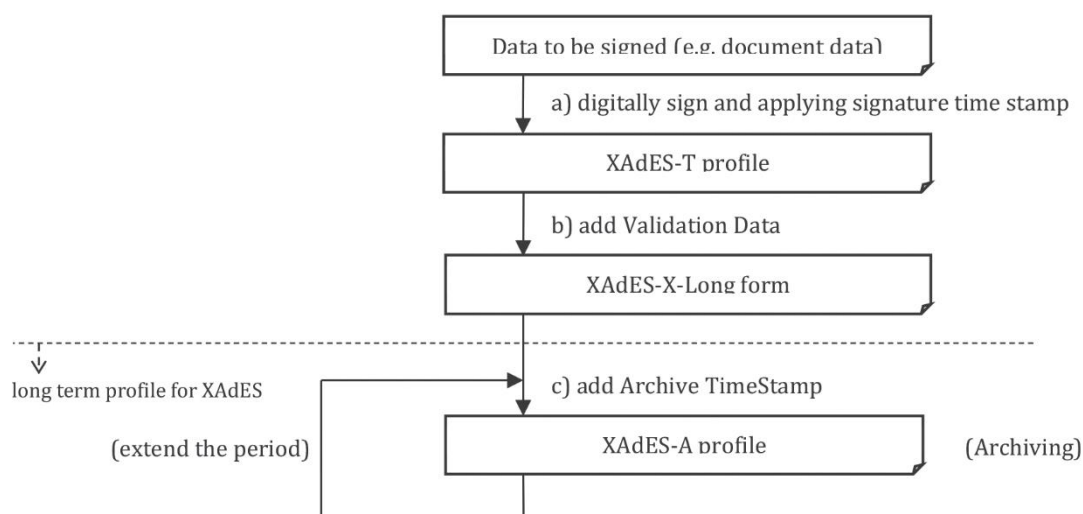 Data to be signed (e.g. document data)
a) digitally sign and applying signature time stamp
XAdES-T profile
b) add Validation Data
XAdES-X-Long form
long term profile for XAdES
c) add Archive TimeStamp
(extend the period)
XAdES-A profile
(Archiving)